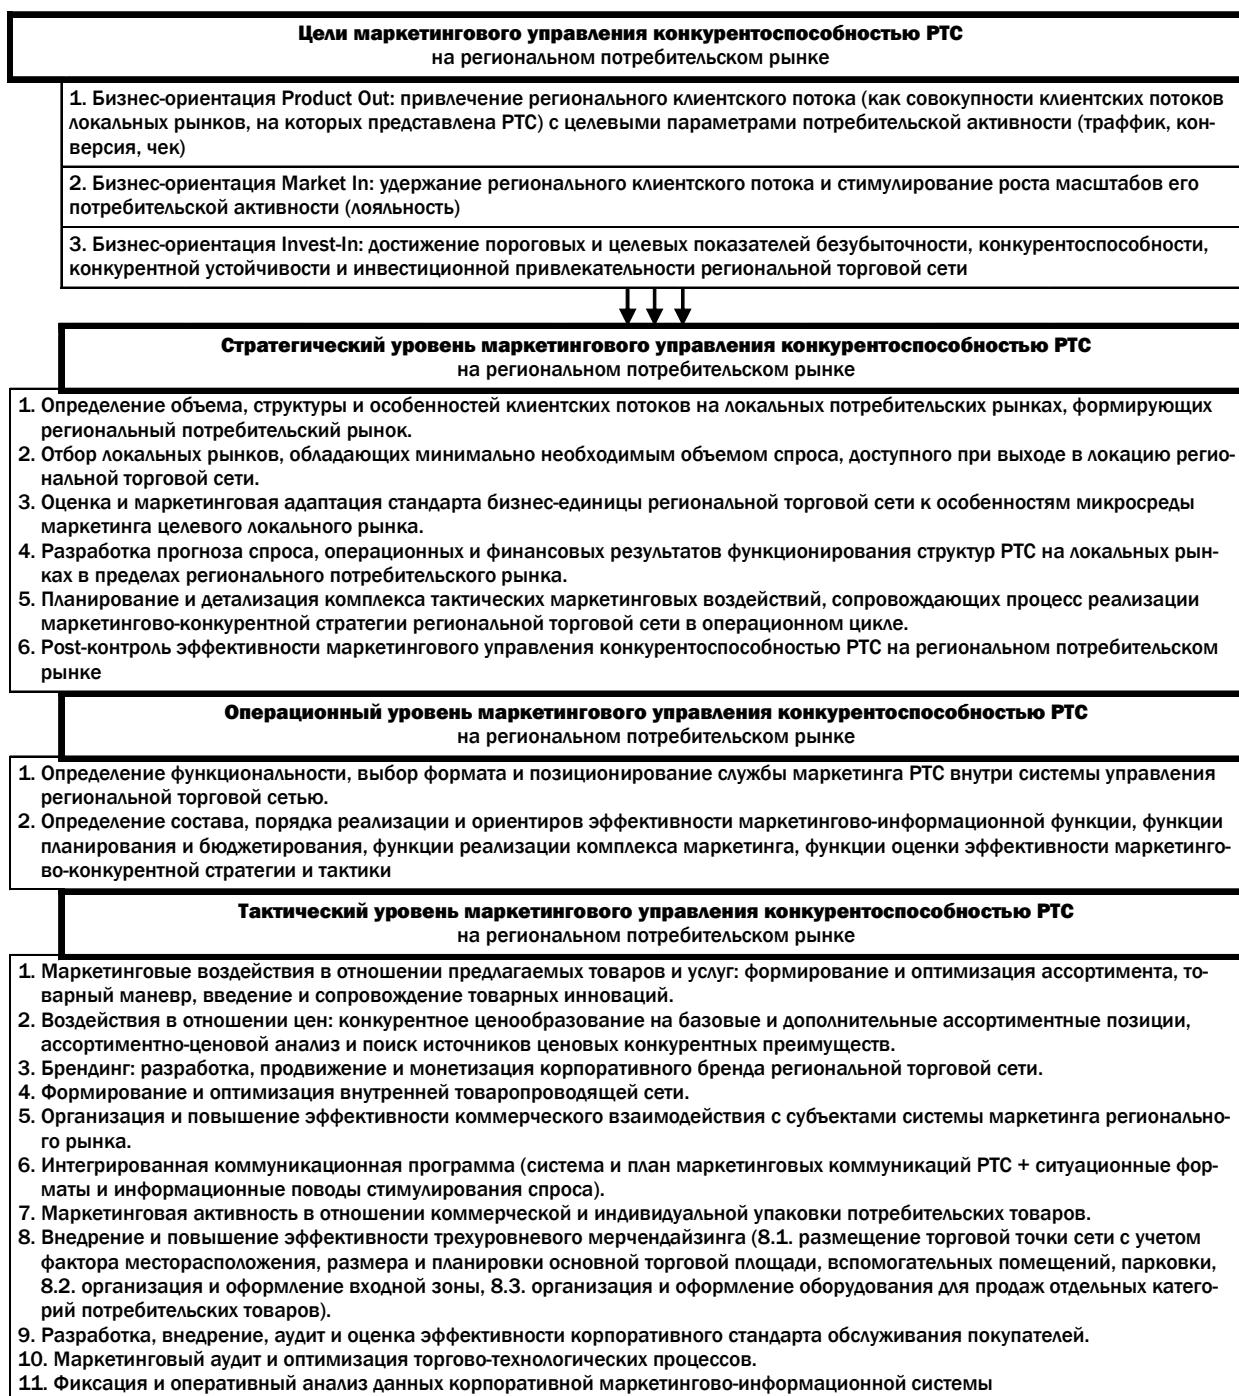 Цели маркетингового управления конкурентоспособностью РТС
на региональном потребительском рынке
1. Бизнес-ориентация Product Out: привлечение регионального клиентского потока (как совокупности клиентских потоков
локальных рынков, на которых представлена РТС) с целевыми параметрами потребительской активности (траффик, кон-
версия, чек)
2. Бизнес-ориентация Market In: удержание регионального клиентского потока и стимулирование роста масштабов его
потребительской активности (лояльность)
3. Бизнес-ориентация Invest-In: достижение пороговых и целевых показателей безубыточности, конкурентоспособности,
конкурентной устойчивости и инвестиционной привлекательности региональной торговой сети
Стратегический уровень маркетингового управления конкурентоспособностью РТС
на региональном потребительском рынке
1. Определение объема, структуры и особенностей клиентских потоков на локальных потребительских рынках, формирующих
региональный потребительский рынок.
2. Отбор локальных рынков, обладающих минимально необходимым объемом спроса, доступного при выходе в локацию регио-
нальной торговой сети.
3. Оценка и маркетинговая адаптация стандарта бизнес-единицы региональной торговой сети к особенностям микросреды
маркетинга целевого локального рынка.
4. Разработка прогноза спроса, операционных и финансовых результатов функционирования структур РТС на локальных рын-
ках в пределах регионального потребительского рынка.
5. Планирование и детализация комплекса тактических маркетинговых воздействий, сопровождающих процесс реализации
маркетингово-конкурентной стратегии региональной торговой сети в операционном цикле.
6. Post-контроль эффективности маркетингового управления конкурентоспособностью РТС на региональном потребительском
рынке
Операционный уровень маркетингового управления конкурентоспособностью РТС
на региональном потребительском рынке
1. Определение функциональности, выбор формата и позиционирование службы маркетинга РТС внутри системы управления
региональной торговой сетью.
2. Определение состава, порядка реализации и ориентиров эффективности маркетингово-информационной функции, функции
планирования и бюджетирования, функции реализации комплекса маркетинга, функции оценки эффективности маркетинго-
во-конкурентной стратегии и тактики
Тактический уровень маркетингового управления конкурентоспособностью РТС
на региональном потребительском рынке
1. Маркетинговые воздействия в отношении предлагаемых товаров и услуг: формирование и оптимизация ассортимента, то-
варный маневр, введение и сопровождение товарных инноваций.
2. Воздействия в отношении цен: конкурентное ценообразование на базовые и дополнительные ассортиментные позиции,
ассортиментно-ценовой анализ и поиск источников ценовых конкурентных преимуществ.
3. Брендинг: разработка, продвижение и монетизация корпоративного бренда региональной торговой сети.
4. Формирование и оптимизация внутренней товаропроводящей сети.
5. Организация и повышение эффективности коммерческого взаимодействия с субъектами системы маркетинга регионально-
го рынка.
6. Интегрированная коммуникационная программа (система и план маркетинговых коммуникаций РТС + ситуационные фор-
маты и информационные поводы стимулирования спроса).
7. Маркетинговая активность в отношении коммерческой и индивидуальной упаковки потребительских товаров.
8. Внедрение и повышение эффективности трехуровневого мерчендайзинга (8.1. размещение торговой точки сети с учетом
фактора месторасположения, размера и планировки основной торговой площади, вспомогательных помещений, парковки,
8.2. организация и оформление входной зоны, 8.3. организация и оформление оборудования для продаж отдельных катего-
рий потребительских товаров).
9. Разработка, внедрение, аудит и оценка эффективности корпоративного стандарта обслуживания покупателей.
10. Маркетинговый аудит и оптимизация торгово-технологических процессов.
11. Фиксация и оперативный анализ данных корпоративной маркетингово-информационной системы